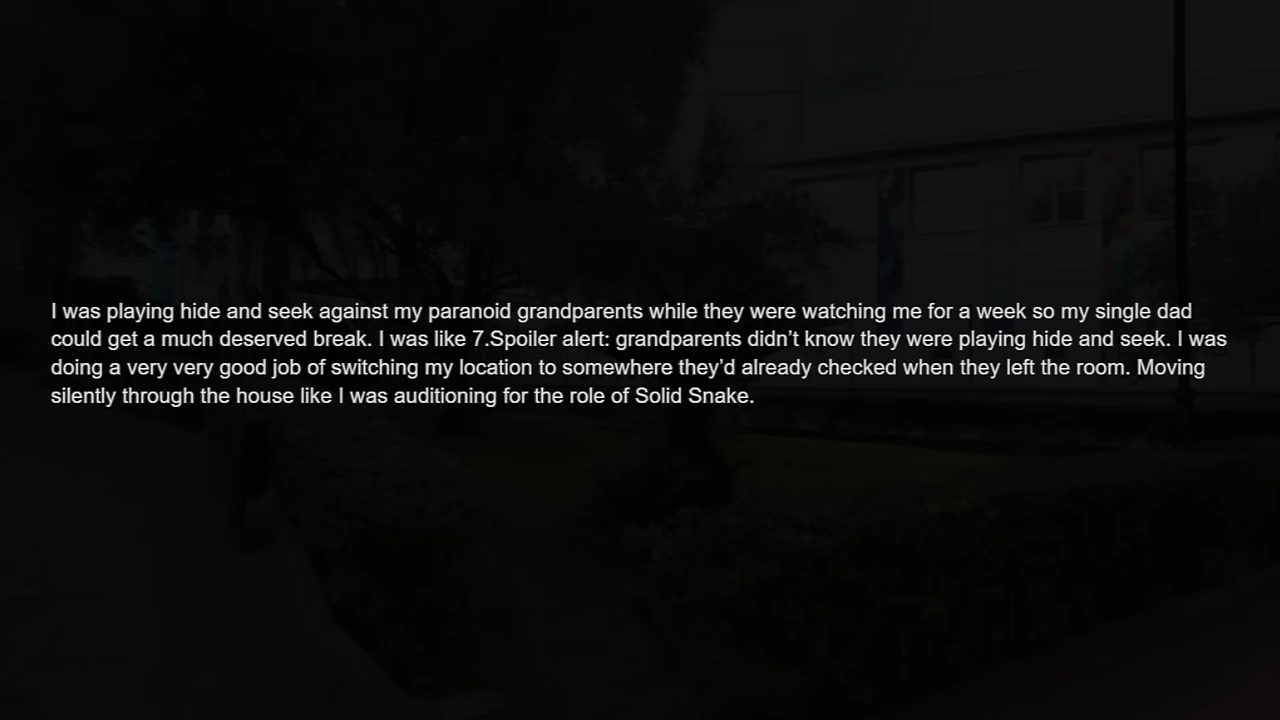 I was playing hide and seek against my paranoid grandparents while they were watching me for a week so my single dad
could get a much deserved break. I was like 7.Spoiler alert: grandparents didn’t know they were playing hide and seek. I was
doing a very very good job of switching my location to somewhere they’d already checked when they left the room. Moving
silently through the house like I was auditioning for the role of Solid Snake.